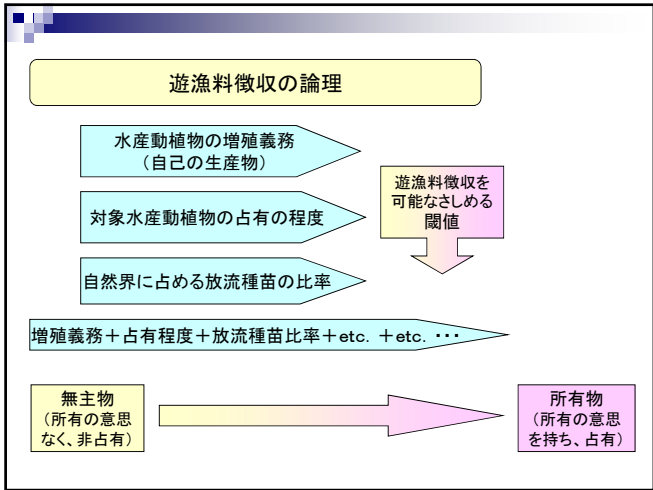 遊漁料徴収の論理
水産動植物の増殖義務
（自己の生産物）
対象水産動植物の占有の程度
自然界に占める放流種苗の比率
遊漁料徴収を
可能なさしめる
閾値
増殖義務＋占有程度＋放流種苗比率＋etc. ＋etc. ・・・
無主物
（所有の意思
なく、非占有）
所有物
（所有の意思
を持ち、占有）